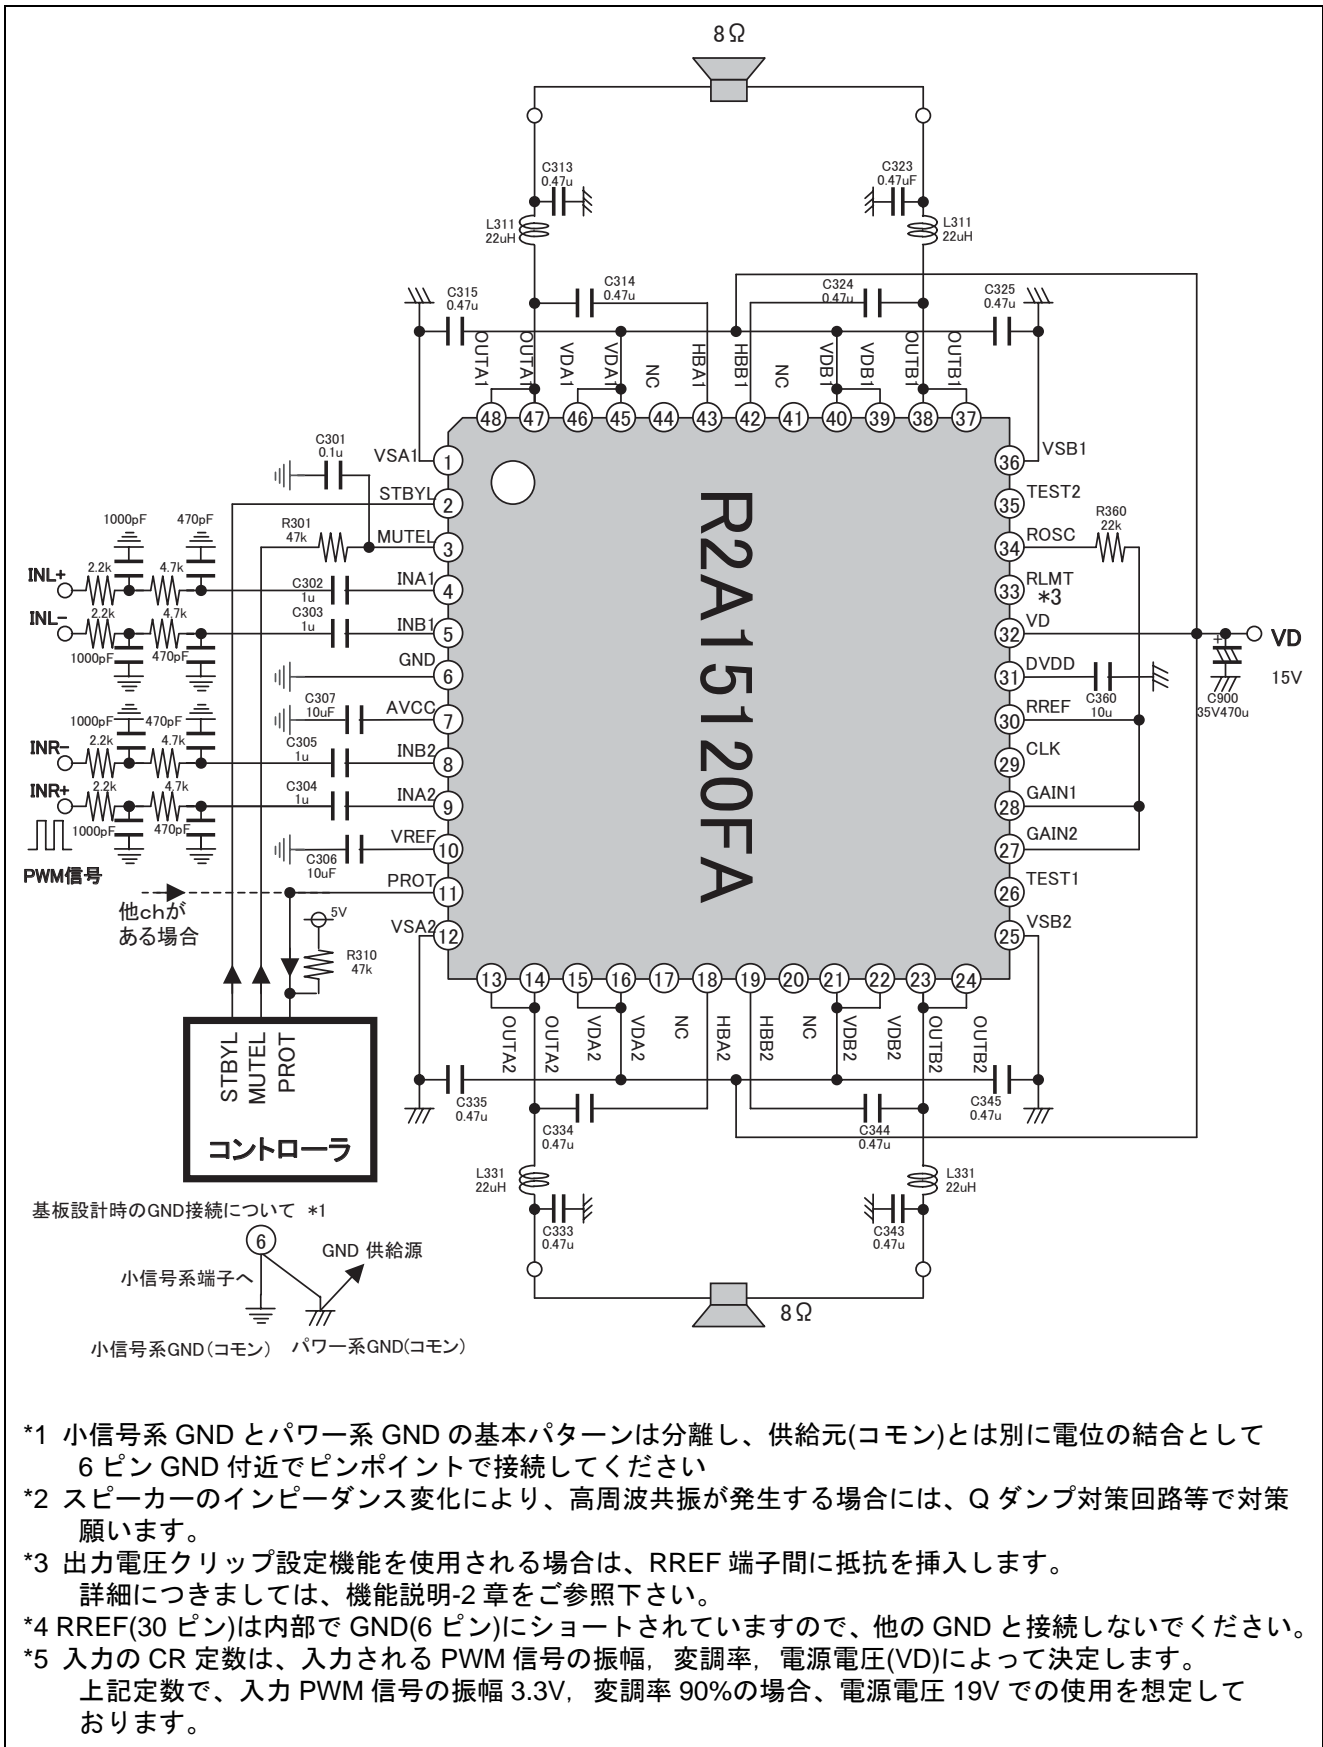 8Ω
C313
0.47u
C323
0.47uF
L311
22uH
L311
22uH
C315
0.47u
C314
0.47u
C324
0.47u
C325
0.47u
OUTA1
OUTA1
VDA1
VDA1
NC
HBA1
HBB1
NC
VDB1
VDB1
OUTB1
OUTB1
48
47
46
45
44
43
42
41
40
39
38
37
C301
0.1u
VSA1
1
STBYL
2
R301
47k
MUTEL
3
1000pF
470pF
INL+
2.2k
4.7k
C302
1u
INA1
4
INL-
2.2k
4.7k
C303
1u
INB1
5
1000pF
470pF
GND
6
C307
10uF
AVCC
7
1000pF
470pF
INR-
2.2k
4.7k
C305
1u
INB2
8
INR+
2.2k
4.7k
C304
1u
INA2
9
1000pF
470pF
PWM信号
C306
10uF
VREF
10
PROT
11
他chが
ある場合
5V
R310
47k
VSA2
12
R2A15120FA
36
VSB1
35
TEST2
34
ROSC
R360
22k
33
RLMT
*3
32
VD
VD
15V
C900
35V470u
31
DVDD
C360
10u
30
RREF
29
CLK
28
GAIN1
27
GAIN2
26
TEST1
25
VSB2
13
14
15
16
17
18
19
20
21
22
23
24
OUTA2
OUTA2
VDA2
VDA2
NC
HBA2
HBB2
NC
VDB2
VDB2
OUTB2
OUTB2
STBYL
MUTEL
PROT
コントローラ
C335
0.47u
C334
0.47u
C344
0.47u
C345
0.47u
L331
22uH
L331
22uH
C333
0.47u
C343
0.47u
8Ω
基板設計時のGND接続について *1
6
GND 供給源
小信号系端子へ
小信号系GND(コモン)
パワー系GND(コモン)
*1 小信号系 GND とパワー系 GND の基本パターンは分離し、供給元(コモン)とは別に電位の結合として
6 ピン GND 付近でピンポイントで接続してください
*2 スピーカーのインピーダンス変化により、高周波共振が発生する場合には、Q ダンプ対策回路等で対策
願います。
*3 出力電圧クリップ設定機能を使用される場合は、RREF 端子間に抵抗を挿入します。
詳細につきましては、機能説明-2 章をご参照下さい。
*4 RREF(30 ピン)は内部で GND(6 ピン)にショートされていますので、他の GND と接続しないでください。
*5 入力の CR 定数は、入力される PWM 信号の振幅, 変調率, 電源電圧(VD)によって決定します。
上記定数で、入力 PWM 信号の振幅 3.3V, 変調率 90%の場合、電源電圧 19V での使用を想定して
おります。